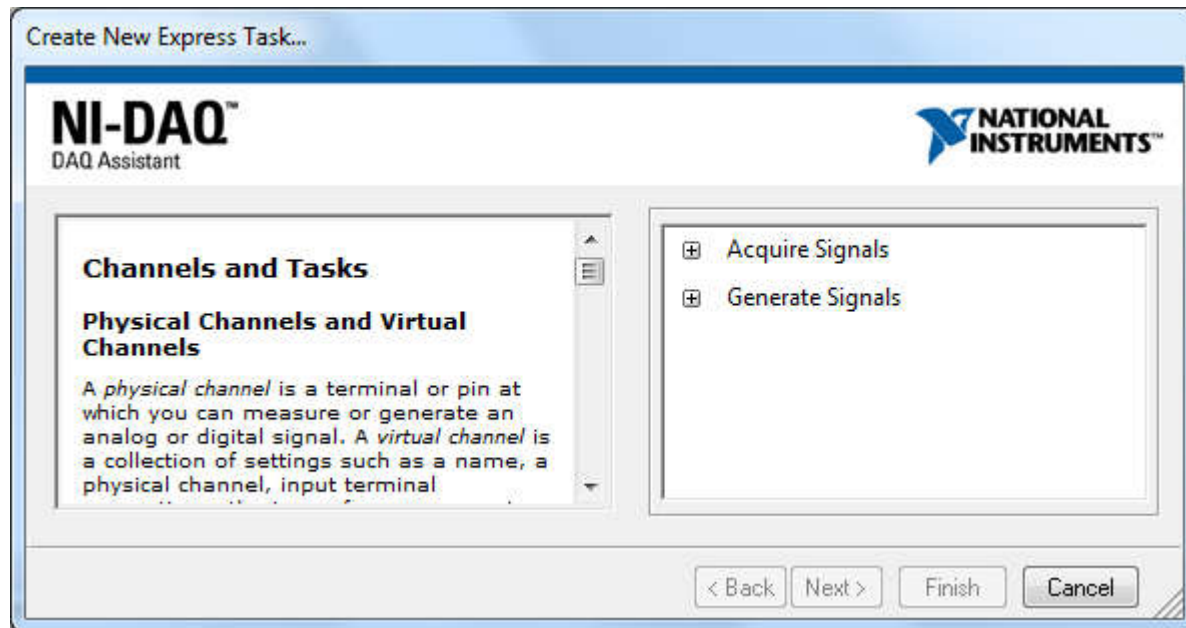 Create New Express Task...
NI-DAQ™
DAQ Assistant
NATIONAL
INSTRUMENTS™
Channels and Tasks
Physical Channels and Virtual
Channels
A physical channel is a terminal or pin at
which you can measure or generate an
analog or digital signal. A virtual channel is
a collection of settings such as a name, a
physical channel, input terminal
Acquire Signals
Generate Signals
< Back
Next >
Finish
Cancel